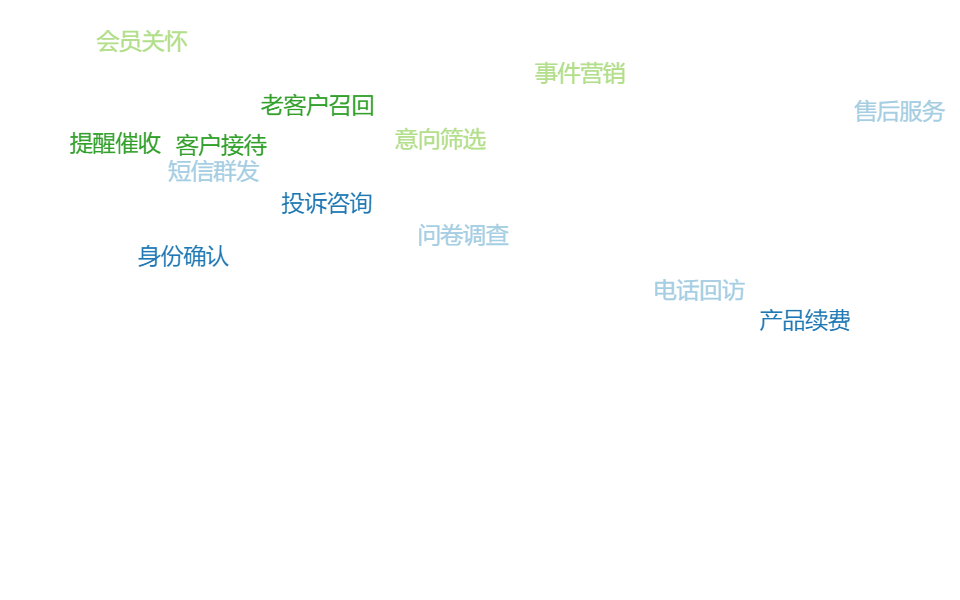 会员关怀
事件营销
老客户召回
售后服务
意向筛选
提醒催收
客户接待
短信群发
投诉咨询
问卷调查
身份确认
电话回访
产品续费